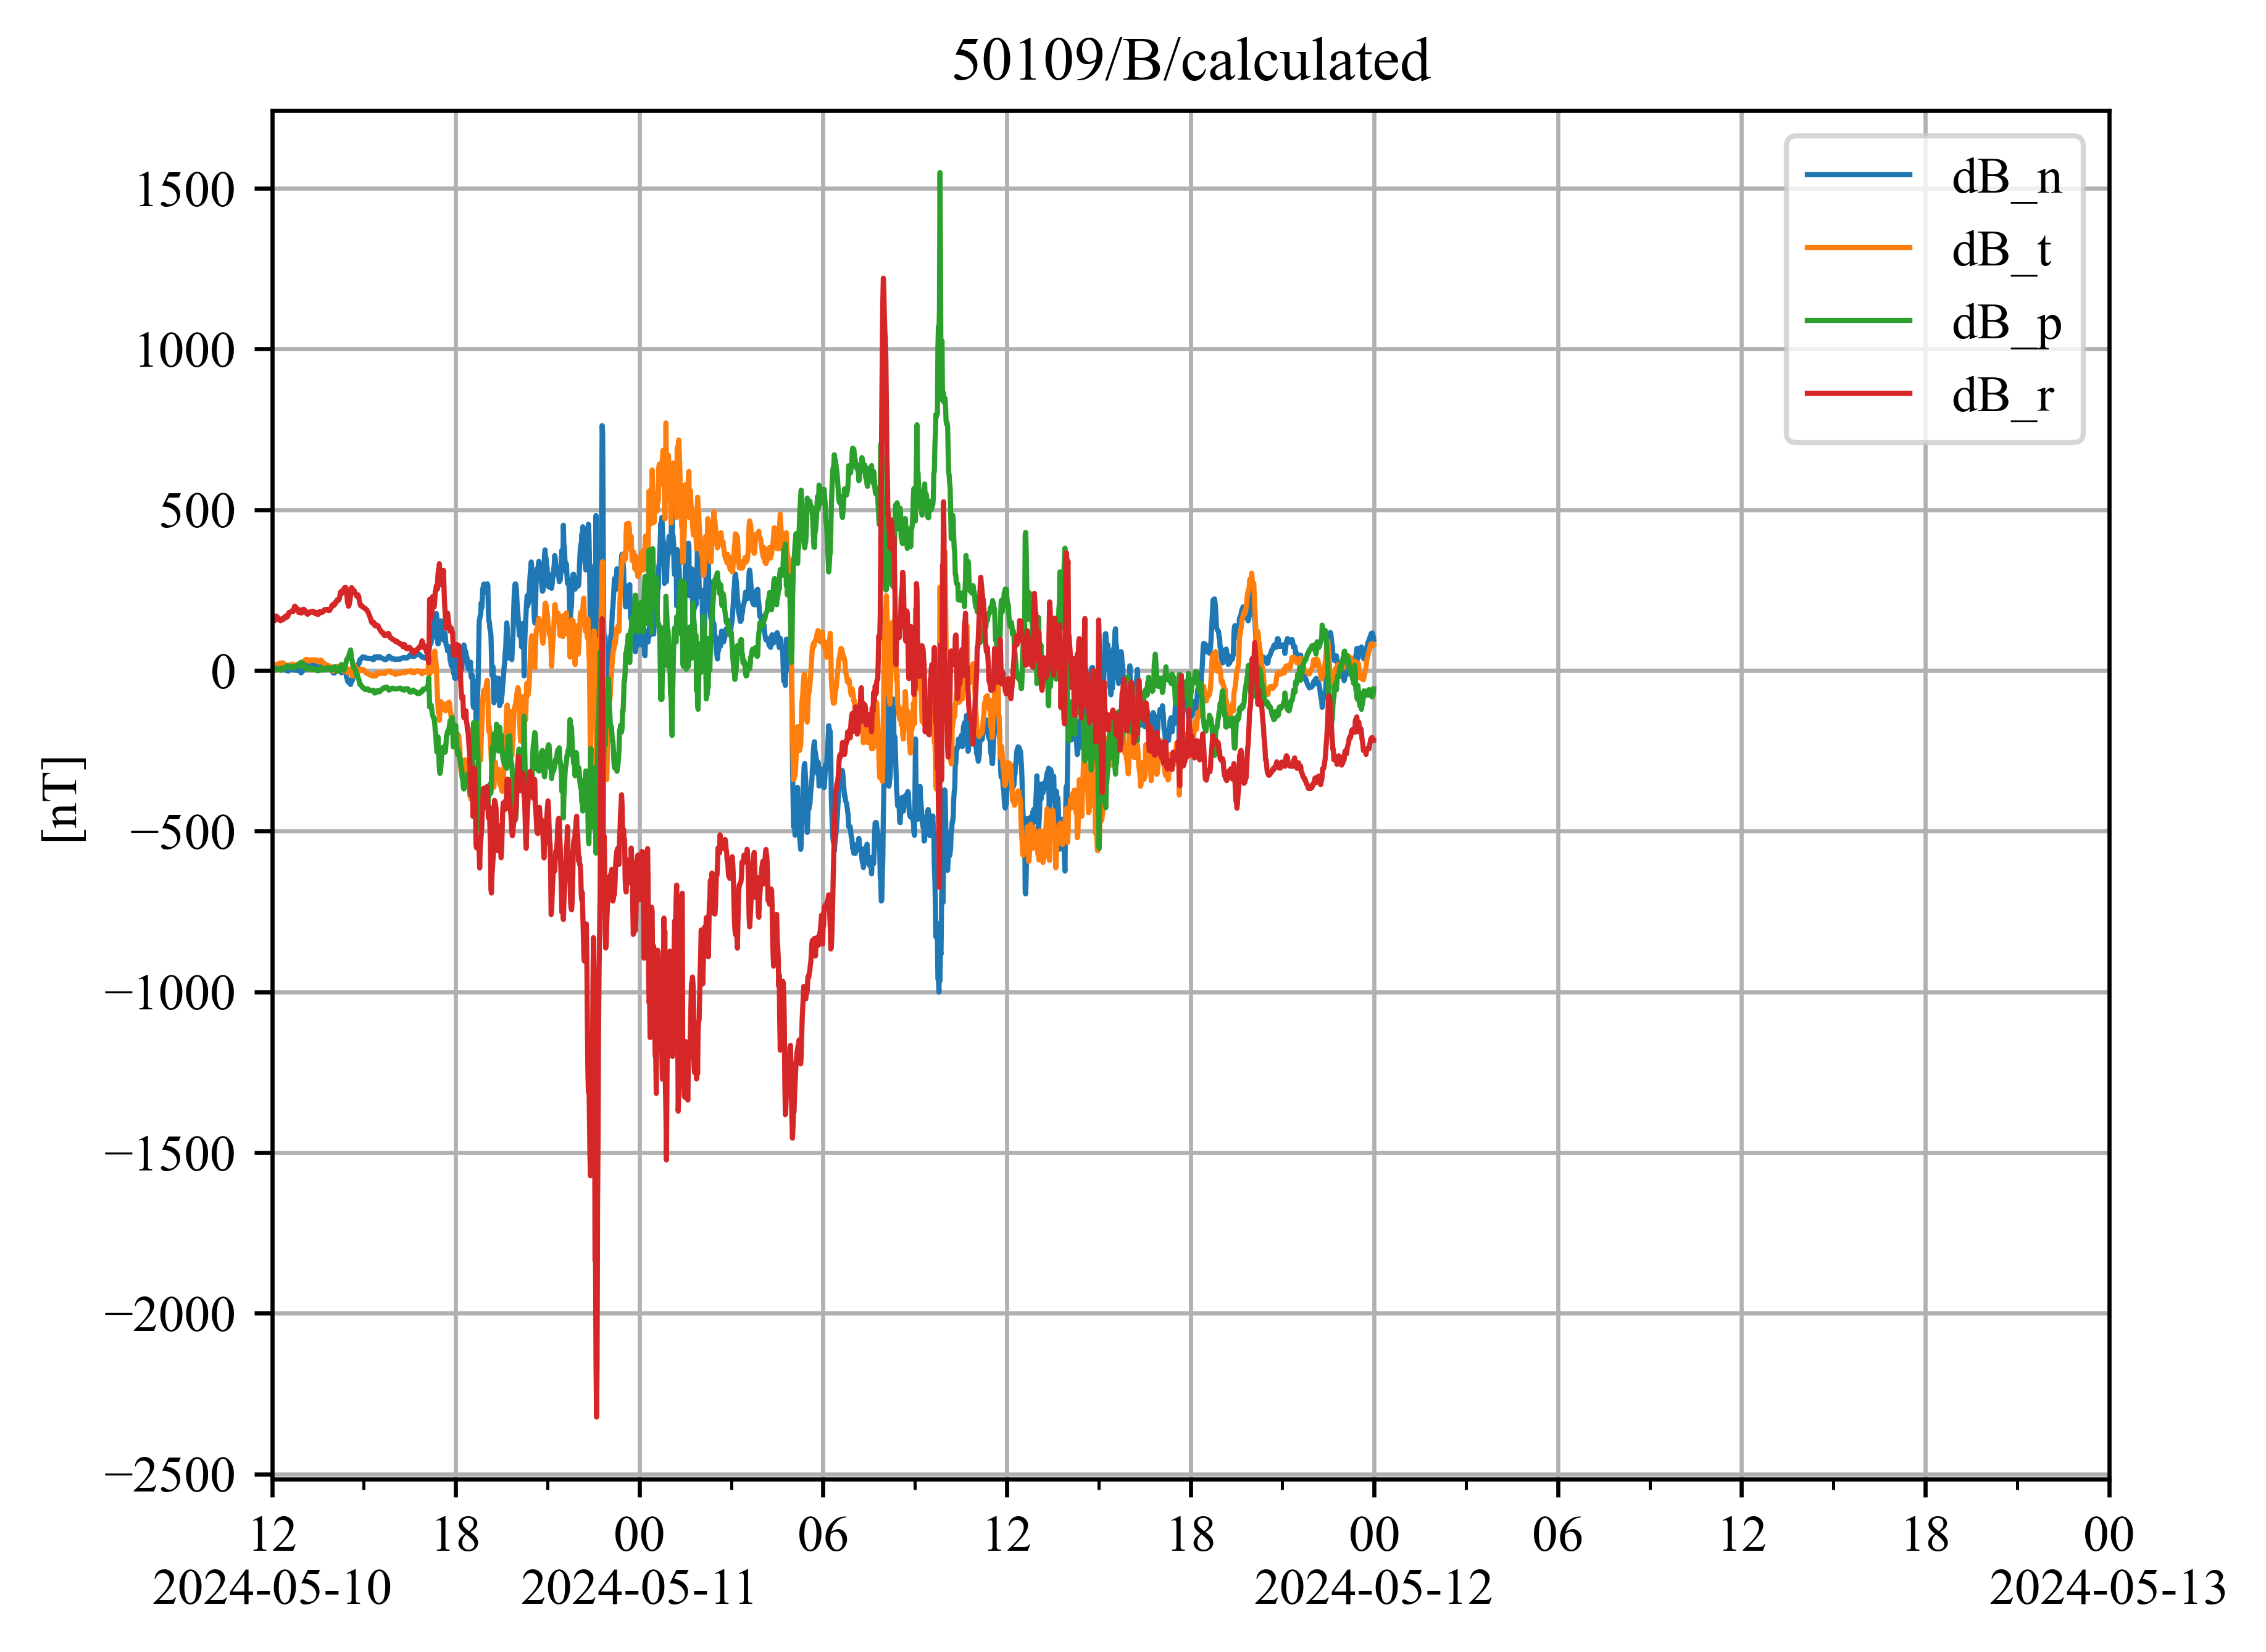 50109/B/calculated
dB_n
dB_t
dB_p
dB_r
1500
1000
500
0
−500
−1000
−1500
−2000
−2500
[nT]
12 18 00 06 12 18 00 06 12 18 00
2024-05-10 2024-05-11 2024-05-12 2024-05-13